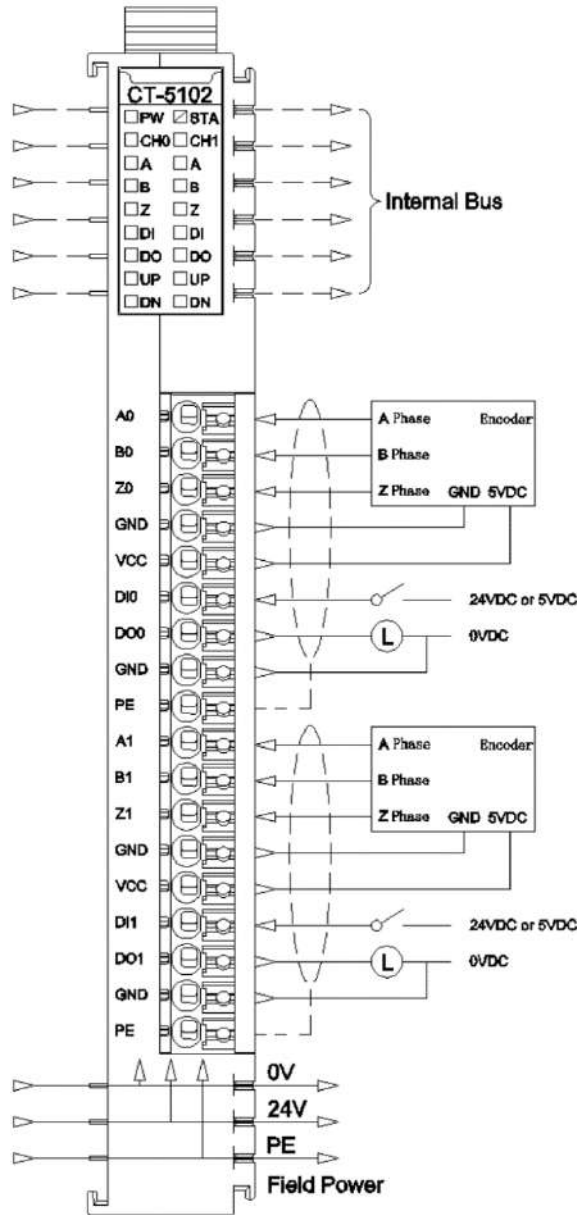 CT-5102
PW STA
CH0 CH1
A A
B B
Z Z
DI DI
DO DO
UP UP
DN DN
Internal Bus
A0 A Phase Encoder
B0 B Phase
Z0 Z Phase GND 5VDC
GND
VCC
DI0 24VDC or 5VDC
DO0 L 0VDC
GND
PE
A1 A Phase Encoder
B1 B Phase
Z1 Z Phase GND 5VDC
GND
VCC
DI1 24VDC or 5VDC
DO1 L 0VDC
GND
PE
0V
24V
PE
Field Power